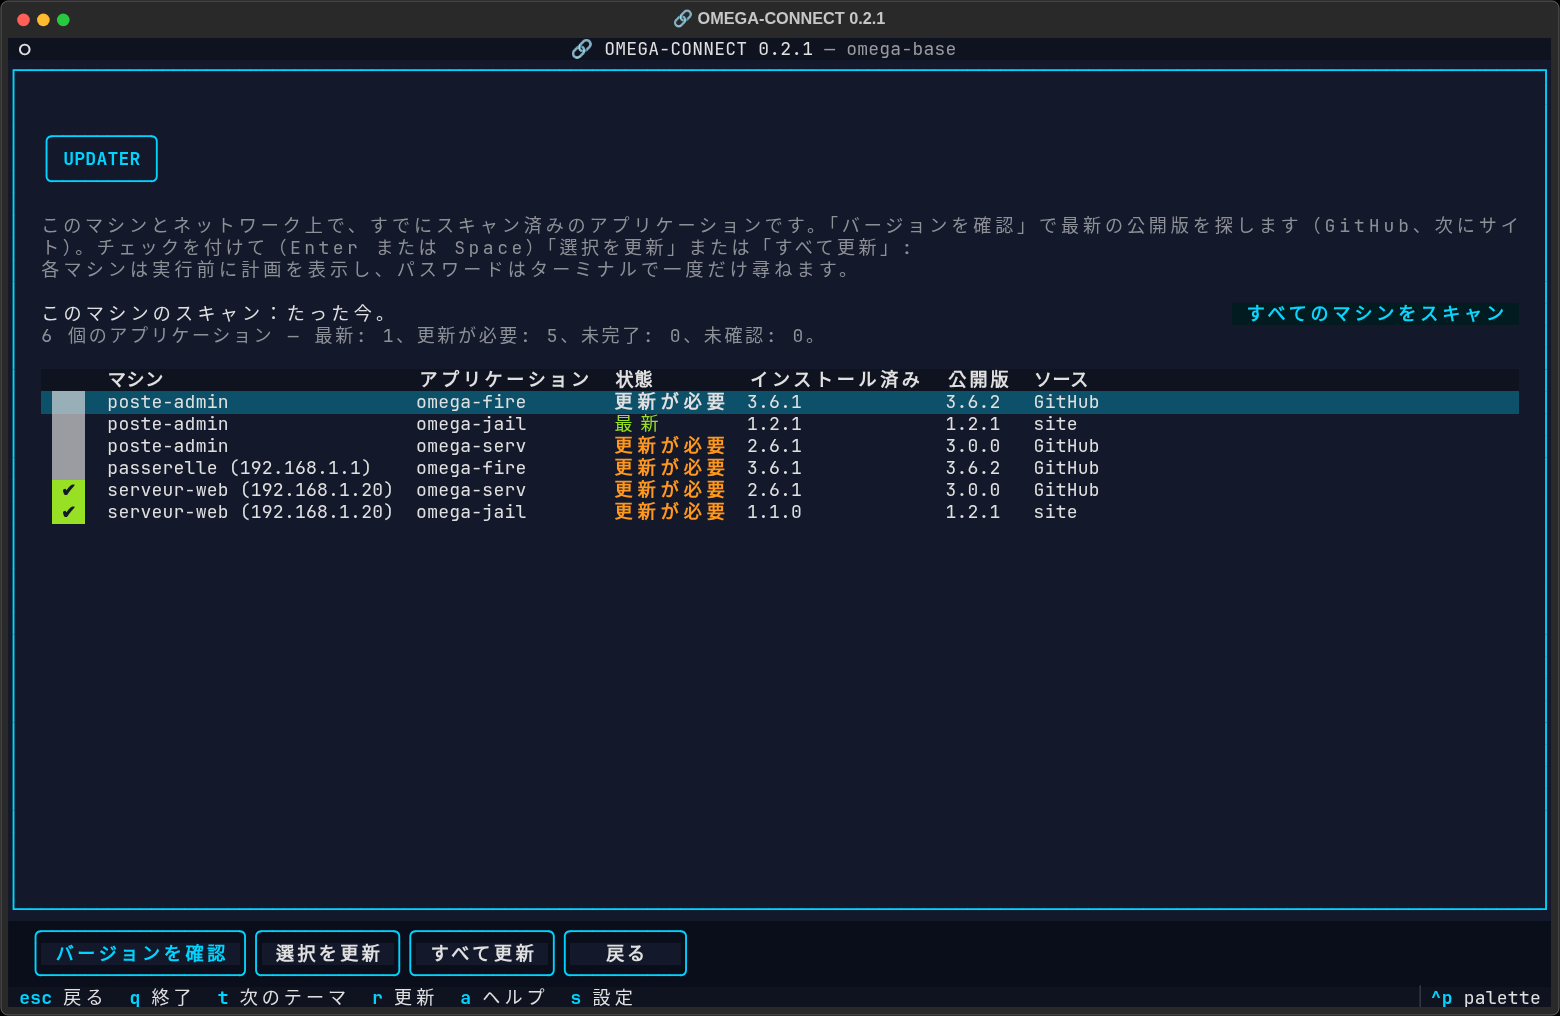 🔗 OMEGA-CONNECT 0.2.1
🔗 OMEGA-CONNECT 0.2.1 — omega-base
UPDATER
このマシンとネットワーク上で、すでにスキャン済みのアプリケーションです。「バージョンを確認」で最新の公開版を探します（GitHub、次にサイ
ト)。チェックを付けて (Enter または Space)「選択を更新」または「すべて更新」:
各マシンは実行前に計画を表示し、パスワードはターミナルで一度だけ尋ねます。
このマシンのスキャン：たった今。 すべてのマシンをスキャン
6 個のアプリケーション — 最新: 1、更新が必要: 5、未完了: 0、未確認: 0。
マシン アプリケーション 状態 インストール済み 公開版 ソース
poste-admin omega-fire 更新が必要 3.6.1 3.6.2 GitHub
poste-admin omega-jail 最新 1.2.1 1.2.1 site
poste-admin omega-serv 更新が必要 2.6.1 3.0.0 GitHub
passerelle (192.168.1.1) omega-fire 更新が必要 3.6.1 3.6.2 GitHub
✔ serveur-web (192.168.1.20) omega-serv 更新が必要 2.6.1 3.0.0 GitHub
✔ serveur-web (192.168.1.20) omega-jail 更新が必要 1.1.0 1.2.1 site
バージョンを確認 選択を更新 すべて更新 戻る
esc 戻る q 終了 t 次のテーマ r 更新 a ヘルプ s 設定 ^p palette